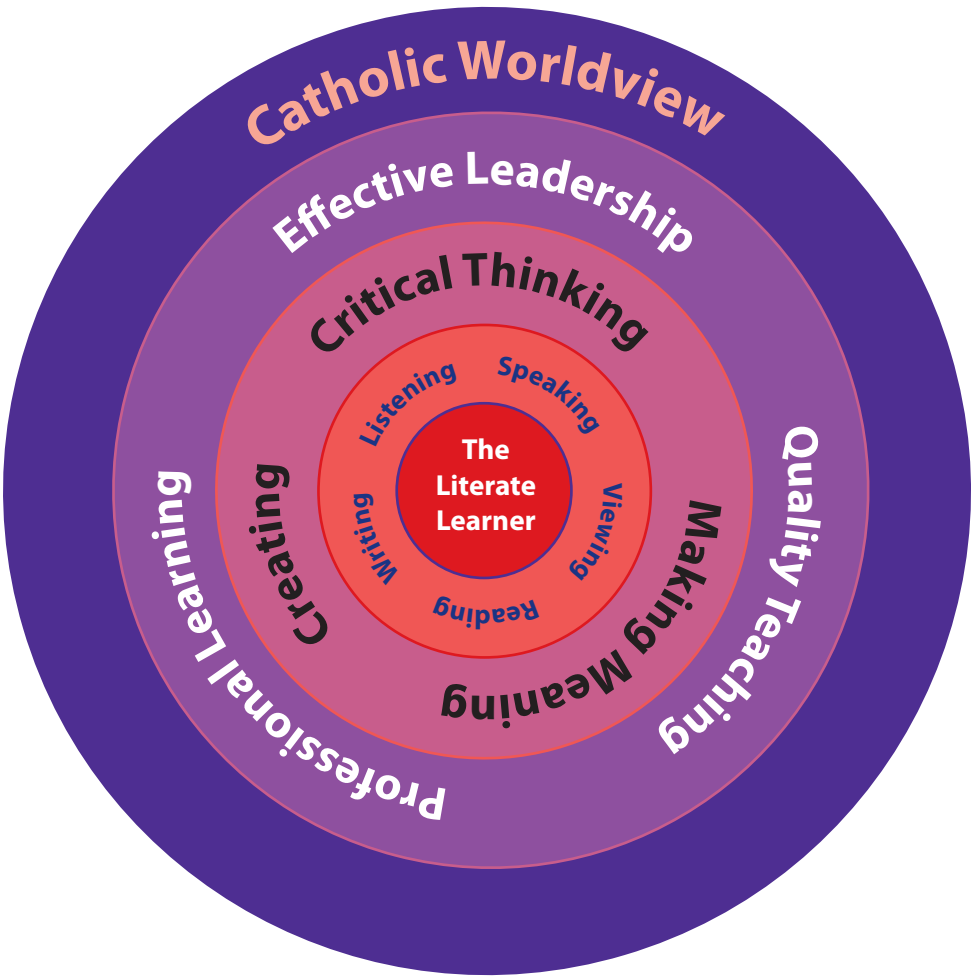 Catholic Worldview
Effective Leadership
Quality Teaching
Professional Learning
Critical Thinking
Making Meaning
Creating
Listening
Speaking
Viewing
Reading
Writing
The
Literate
Learner